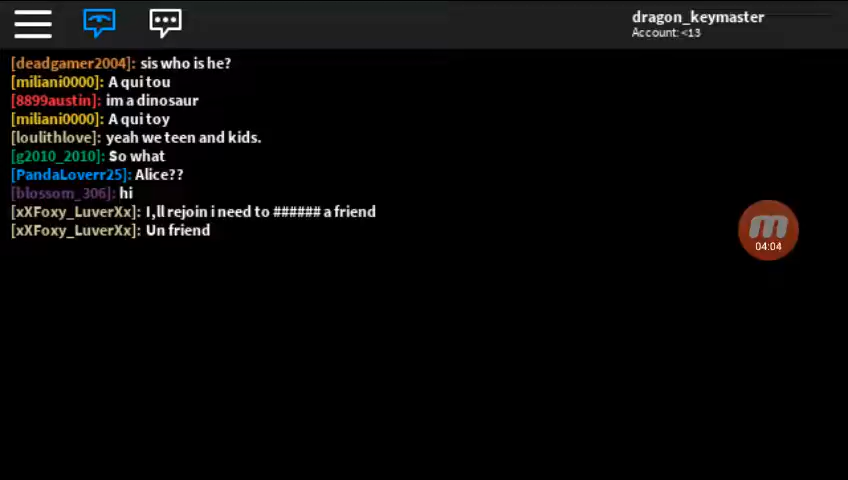 dragon_keymaster
Account: <13
[deadgamer2004]: sis who is he?
[miliani0000]: A qui tou
[8899austin]: im a dinosaur
[miliani0000]: A qui toy
[loulithlove]: yeah we teen and kids.
[g2010_2010]: So what
[PandaLoverr25]: Alice??
[blossom_306]: hi
[xXFoxy_LuverXx]: I,ll rejoin i need to ###### a friend
[xXFoxy_LuverXx]: Un friend
04:04